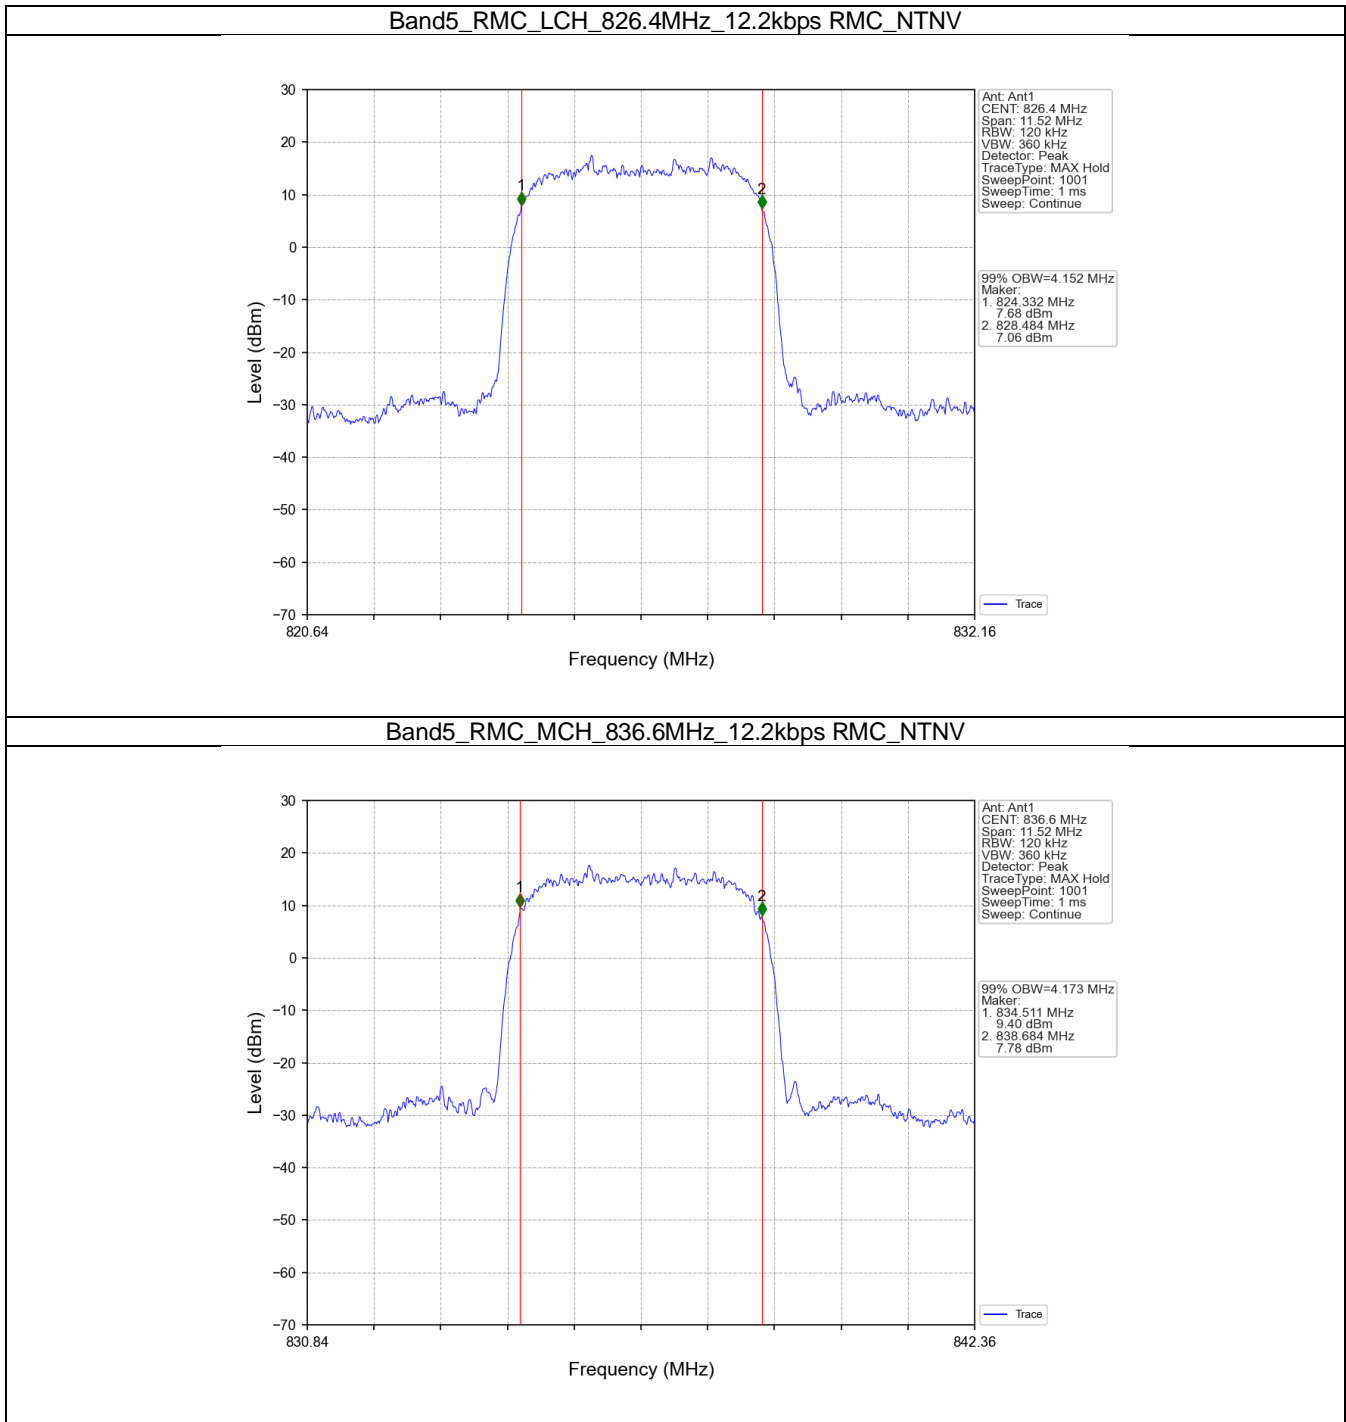 Band5_RMC_LCH_826.4MHz_12.2kbps RMC_NTNV
30
20
10
0
−10
−20
−30
−40
−50
−60
−70
Level (dBm)
1
2
820.64
832.16
Frequency (MHz)
Ant: Ant1
CENT: 826.4 MHz
Span: 11.52 MHz
RBW: 120 kHz
VBW: 360 kHz
Detector: Peak
TraceType: MAX Hold
SweepPoint: 1001
SweepTime: 1 ms
Sweep: Continue
99% OBW=4.152 MHz
Maker:
1. 824.332 MHz
7.68 dBm
2. 828.484 MHz
7.06 dBm
Trace
Band5_RMC_MCH_836.6MHz_12.2kbps RMC_NTNV
30
20
10
0
−10
−20
−30
−40
−50
−60
−70
Level (dBm)
1
2
830.84
842.36
Frequency (MHz)
Ant: Ant1
CENT: 836.6 MHz
Span: 11.52 MHz
RBW: 120 kHz
VBW: 360 kHz
Detector: Peak
TraceType: MAX Hold
SweepPoint: 1001
SweepTime: 1 ms
Sweep: Continue
99% OBW=4.173 MHz
Maker:
1. 834.511 MHz
9.40 dBm
2. 838.684 MHz
7.78 dBm
Trace